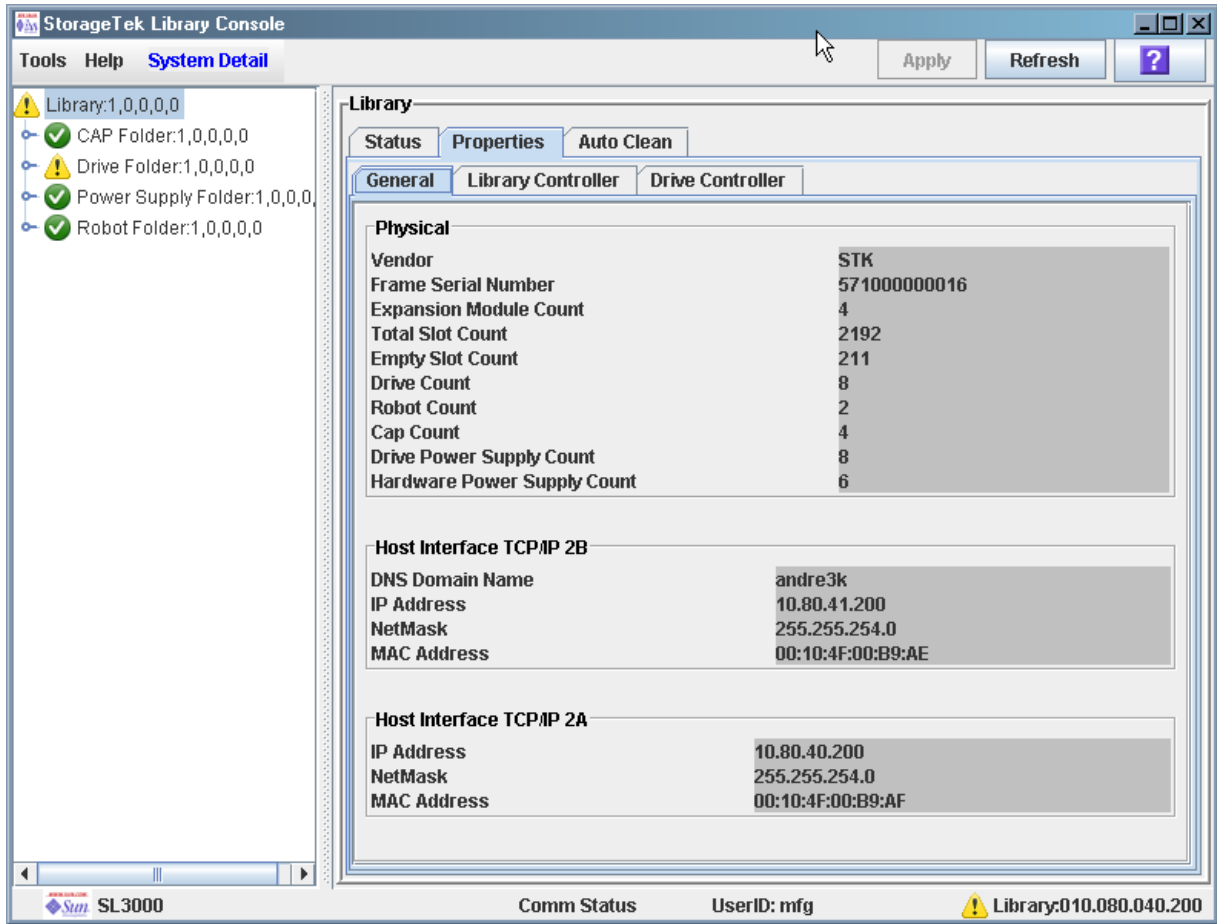 StorageTek Library Console
Tools Help System Detail Apply Refresh ?
Library:1,0,0,0,0
CAP Folder:1,0,0,0,0
Drive Folder:1,0,0,0,0
Power Supply Folder:1,0,0,0,
Robot Folder:1,0,0,0,0
Library
Status Properties Auto Clean
General Library Controller Drive Controller
Physical
Vendor STK
Frame Serial Number 571000000016
Expansion Module Count 4
Total Slot Count 2192
Empty Slot Count 211
Drive Count 8
Robot Count 2
Cap Count 4
Drive Power Supply Count 8
Hardware Power Supply Count 6
Host Interface TCP/IP 2B
DNS Domain Name andre3k
IP Address 10.80.41.200
NetMask 255.255.254.0
MAC Address 00:10:4F:00:B9:AE
Host Interface TCP/IP 2A
IP Address 10.80.40.200
NetMask 255.255.254.0
MAC Address 00:10:4F:00:B9:AF
Sun SL3000 Comm Status UserID: mfg Library:010.080.040.200